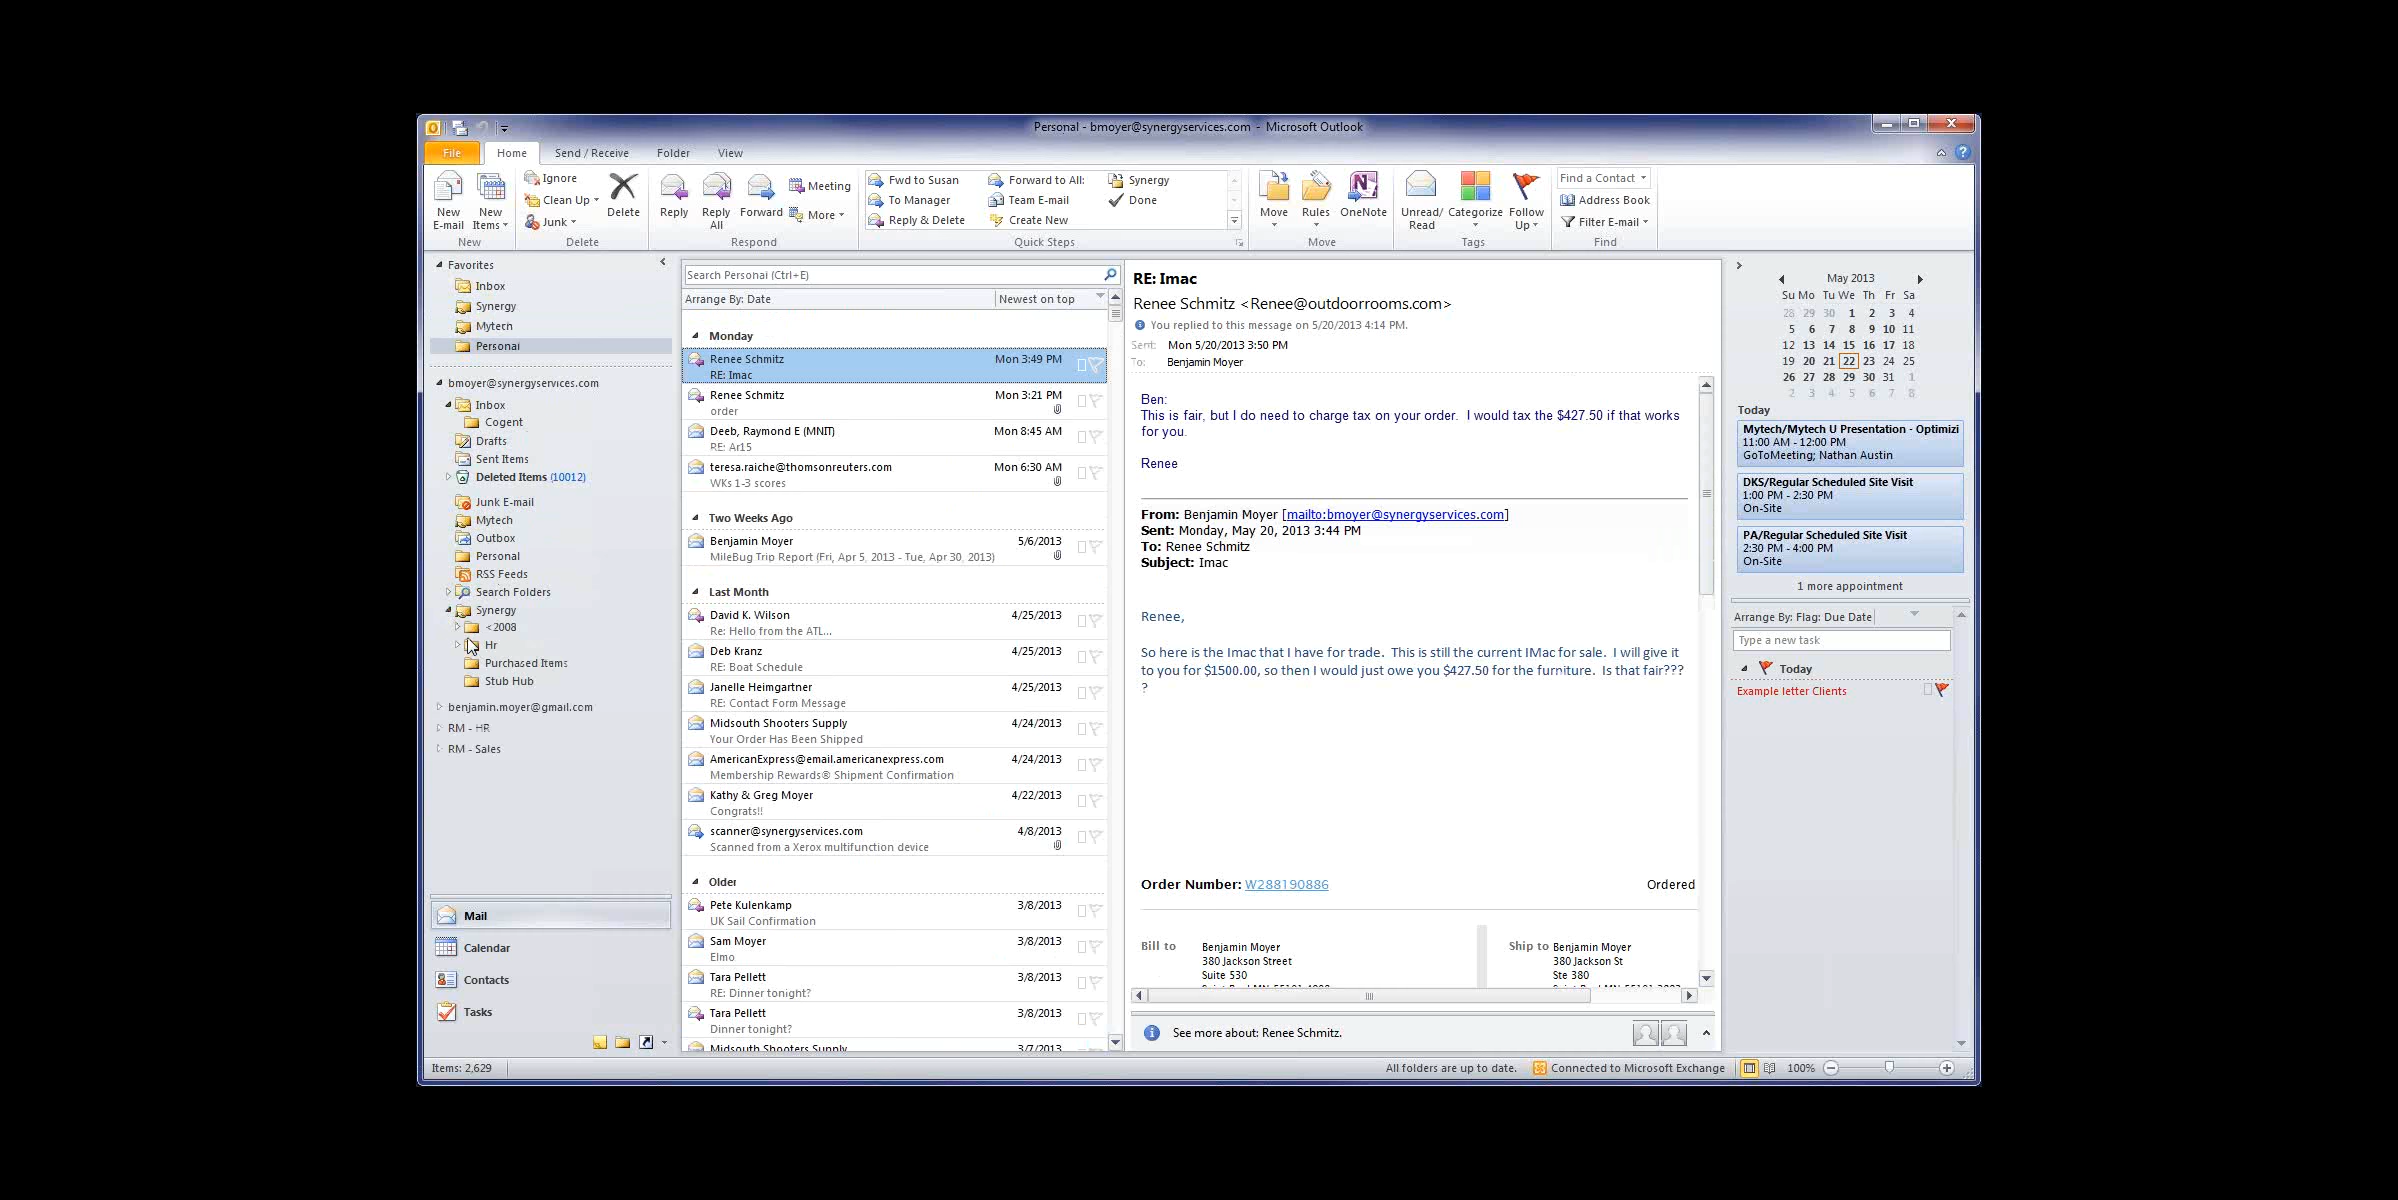 Personal - bmoyer@synergyservices.com - Microsoft Outlook
File Home Send / Receive Folder View
New E-mail
New Items
New
Ignore
Clean Up
Junk
Delete
Delete
Reply
Reply All
Forward
Meeting
More
Respond
Fwd to Susan
To Manager
Reply & Delete
Forward to All:
Team E-mail
Create New
Synergy
Done
Quick Steps
Move
Rules
OneNote
Move
Unread/ Read
Categorize
Follow Up
Tags
Find a Contact
Address Book
Filter E-mail
Find
Favorites
Inbox
Synergy
Mytech
Personal
bmoyer@synergyservices.com
Inbox
Cogent
Drafts
Sent Items
Deleted Items (10012)
Junk E-mail
Mytech
Outbox
Personal
RSS Feeds
Search Folders
Synergy
<2008
Hr
Purchased Items
Stub Hub
benjamin.moyer@gmail.com
RM - HR
RM - Sales
Mail
Calendar
Contacts
Tasks
Search Personal (Ctrl+E)
Arrange By: Date Newest on top
Monday
Renee Schmitz Mon 3:49 PM
RE: Imac
Renee Schmitz Mon 3:21 PM
order
Deeb, Raymond E (MNIT) Mon 8:45 AM
RE: Ar15
teresa.raiche@thomsonreuters.com Mon 6:30 AM
WKs 1-3 scores
Two Weeks Ago
Benjamin Moyer 5/6/2013
MileBug Trip Report (Fri, Apr 5, 2013 - Tue, Apr 30, 2013)
Last Month
David K. Wilson 4/25/2013
Re: Hello from the ATL...
Deb Kranz 4/25/2013
RE: Boat Schedule
Janelle Heimgartner 4/25/2013
RE: Contact Form Message
Midsouth Shooters Supply 4/24/2013
Your Order Has Been Shipped
AmericanExpress@email.americanexpress.com 4/24/2013
Membership Rewards® Shipment Confirmation
Kathy & Greg Moyer 4/22/2013
Congrats!!
scanner@synergyservices.com 4/8/2013
Scanned from a Xerox multifunction device
Older
Pete Kulenkamp 3/8/2013
UK Sail Confirmation
Sam Moyer 3/8/2013
Elmo
Tara Pellett 3/8/2013
RE: Dinner tonight?
Tara Pellett 3/8/2013
Dinner tonight?
Midsouth Shooters Supply 3/7/2013
RE: Imac
Renee Schmitz <Renee@outdoorrooms.com>
You replied to this message on 5/20/2013 4:14 PM.
Sent: Mon 5/20/2013 3:50 PM
To: Benjamin Moyer
Ben:
This is fair, but I do need to charge tax on your order. I would tax the $427.50 if that works
for you.
Renee
From: Benjamin Moyer [mailto:bmoyer@synergyservices.com]
Sent: Monday, May 20, 2013 3:44 PM
To: Renee Schmitz
Subject: Imac
Renee,
So here is the Imac that I have for trade. This is still the current IMac for sale. I will give it
to you for $1500.00, so then I would just owe you $427.50 for the furniture. Is that fair???
?
Order Number: W288190886 Ordered
Bill to Benjamin Moyer
380 Jackson Street
Suite 530
Ship to Benjamin Moyer
380 Jackson St
Ste 380
See more about: Renee Schmitz.
May 2013
Su Mo Tu We Th Fr Sa
28 29 30 1 2 3 4
5 6 7 8 9 10 11
12 13 14 15 16 17 18
19 20 21 22 23 24 25
26 27 28 29 30 31 1
2 3 4 5 6 7 8
Today
Mytech/Mytech U Presentation - Optimizi
11:00 AM - 12:00 PM
GoToMeeting; Nathan Austin
DKS/Regular Scheduled Site Visit
1:00 PM - 2:30 PM
On-Site
PA/Regular Scheduled Site Visit
2:30 PM - 4:00 PM
On-Site
1 more appointment
Arrange By: Flag: Due Date
Type a new task
Today
Example letter Clients
Items: 2,629
All folders are up to date. Connected to Microsoft Exchange 100%